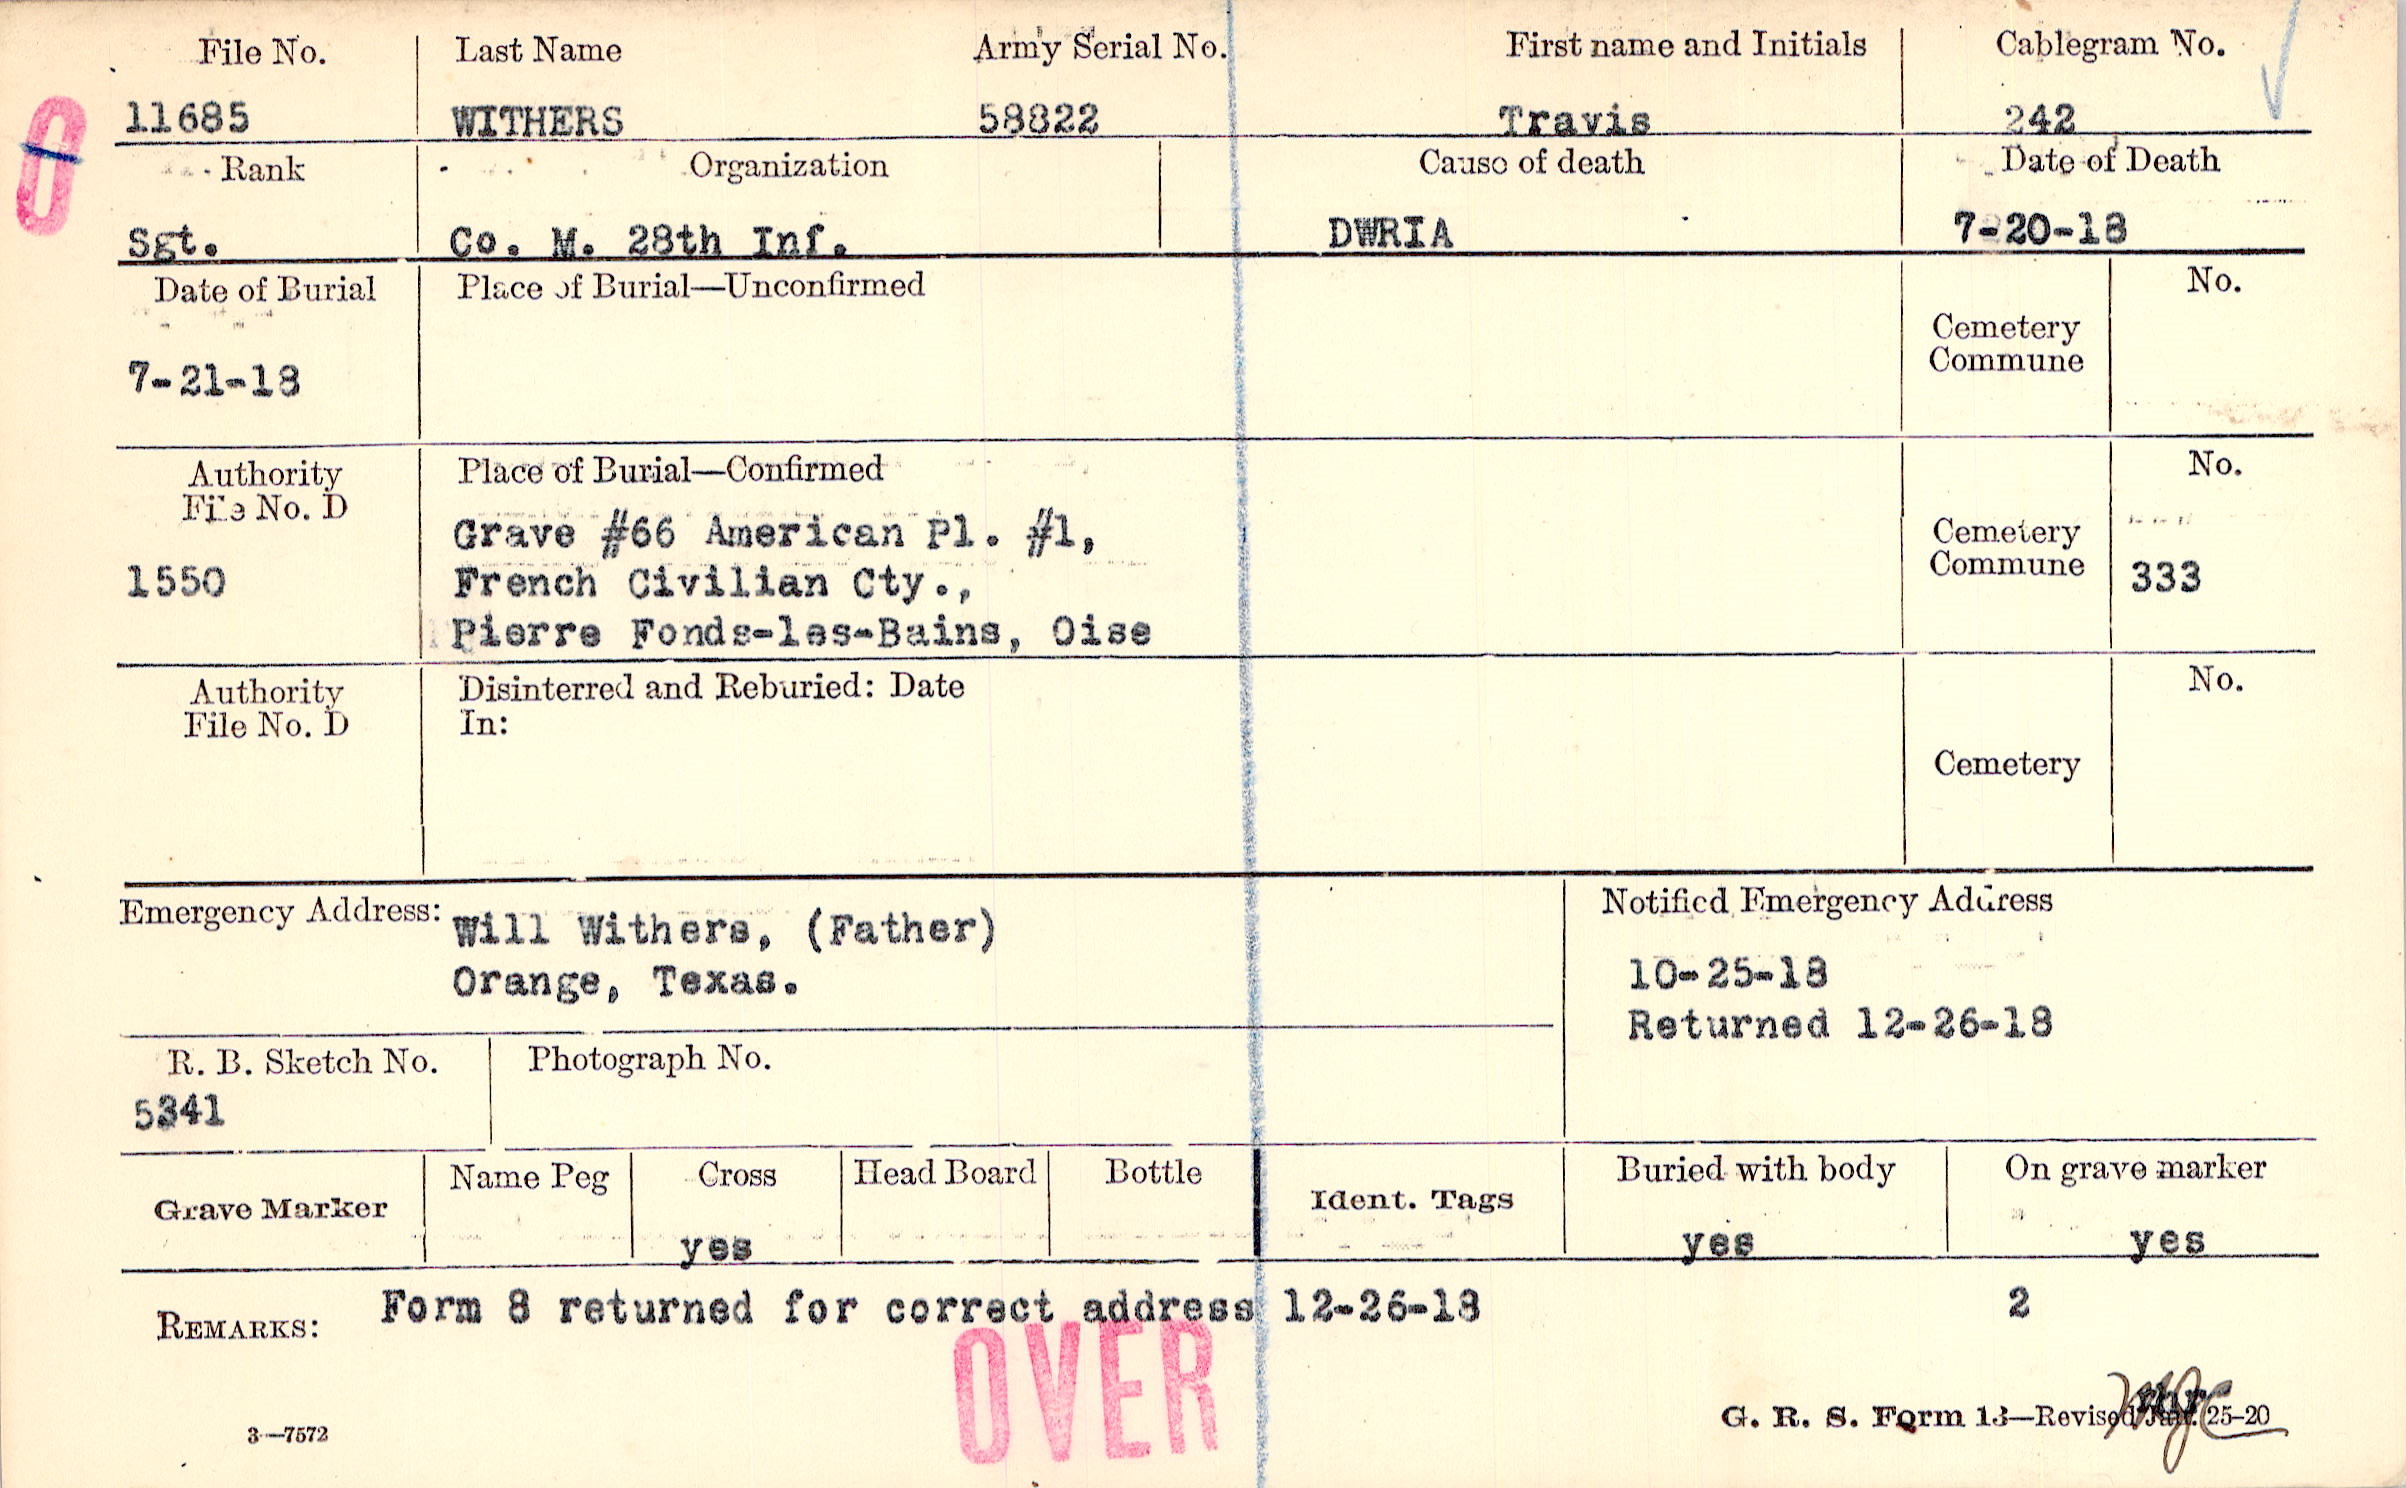 File No. Last Name Army Serial No. First name and Initials Cablegram No.
11685 WITHERS 58822 Travis 242
0
Rank Organization Cause of death Date of Death
Sgt. Co. M. 28th Inf. DWRIA 7-20-18
Date of Burial Place of Burial—Unconfirmed No.
Cemetery
Commune
7-21-18
Authority Place of Burial—Confirmed No.
File No. D
Grave #66 American Pl. #1, Cemetery
1550 French Civilian Cty., Commune 333
Pierre Fonds-les-Bains, Oise
Authority Disinterred and Reburied: Date No.
File No. D In:
Cemetery
Emergency Address: Will Withers, (Father) Notified Emergency Address
Orange, Texas. 10-25-18
Returned 12-26-18
R. B. Sketch No. Photograph No.
5341
Name Peg Cross Head Board Bottle Buried with body On grave marker
Grave Marker Ident. Tags
yes yes yes
REMARKS: Form 8 returned for correct address 12-26-18 2
OVER
G. R. S. Form 13—Revised Jan. 25-20
3—7572